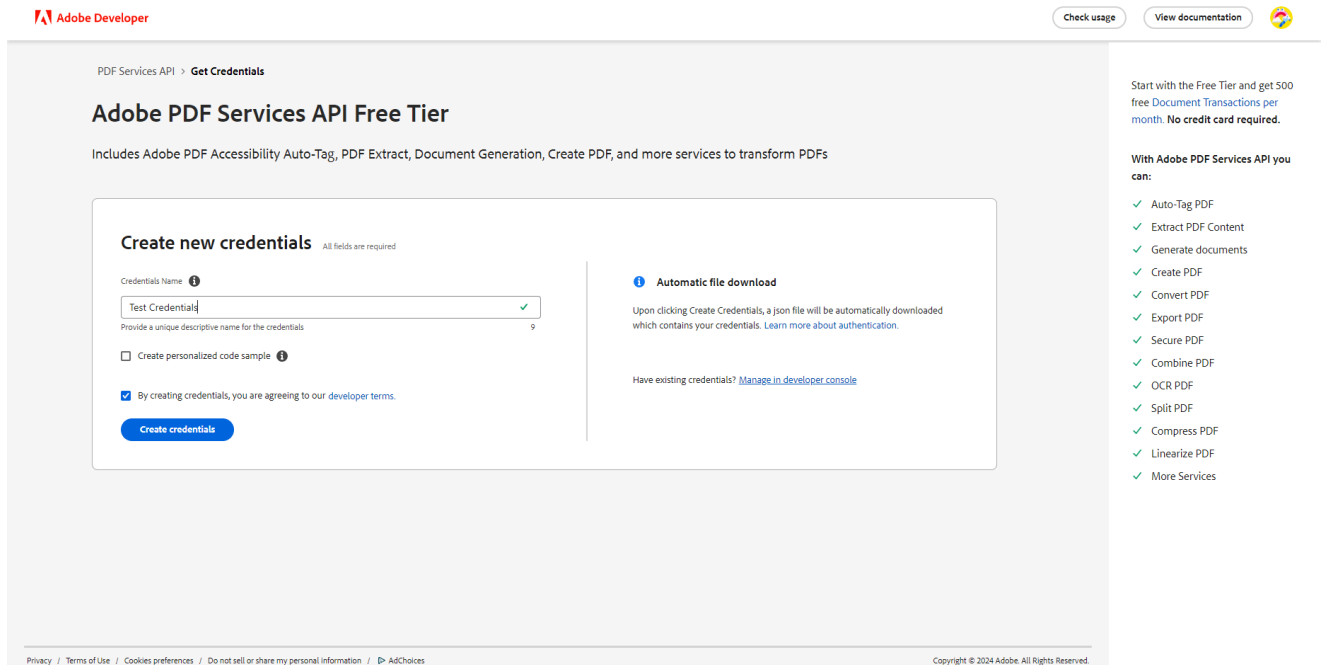 Adobe Developer
Check usage
View documentation
PDF Services API > Get Credentials
Adobe PDF Services API Free Tier
Includes Adobe PDF Accessibility Auto-Tag, PDF Extract, Document Generation, Create PDF, and more services to transform PDFs
Create new credentials All fields are required
Credentials Name
Test Credentials
Provide a unique descriptive name for the credentials 9
Create personalized code sample
By creating credentials, you are agreeing to our developer terms.
Create credentials
Automatic file download
Upon clicking Create Credentials, a json file will be automatically downloaded
which contains your credentials. Learn more about authentication.
Have existing credentials? Manage in developer console
Start with the Free Tier and get 500
free Document Transactions per
month. No credit card required.
With Adobe PDF Services API you
can:
Auto-Tag PDF
Extract PDF Content
Generate documents
Create PDF
Convert PDF
Export PDF
Secure PDF
Combine PDF
OCR PDF
Split PDF
Compress PDF
Linearize PDF
More Services
Privacy / Terms of Use / Cookies preferences / Do not sell or share my personal information / AdChoices
Copyright © 2024 Adobe. All Rights Reserved.